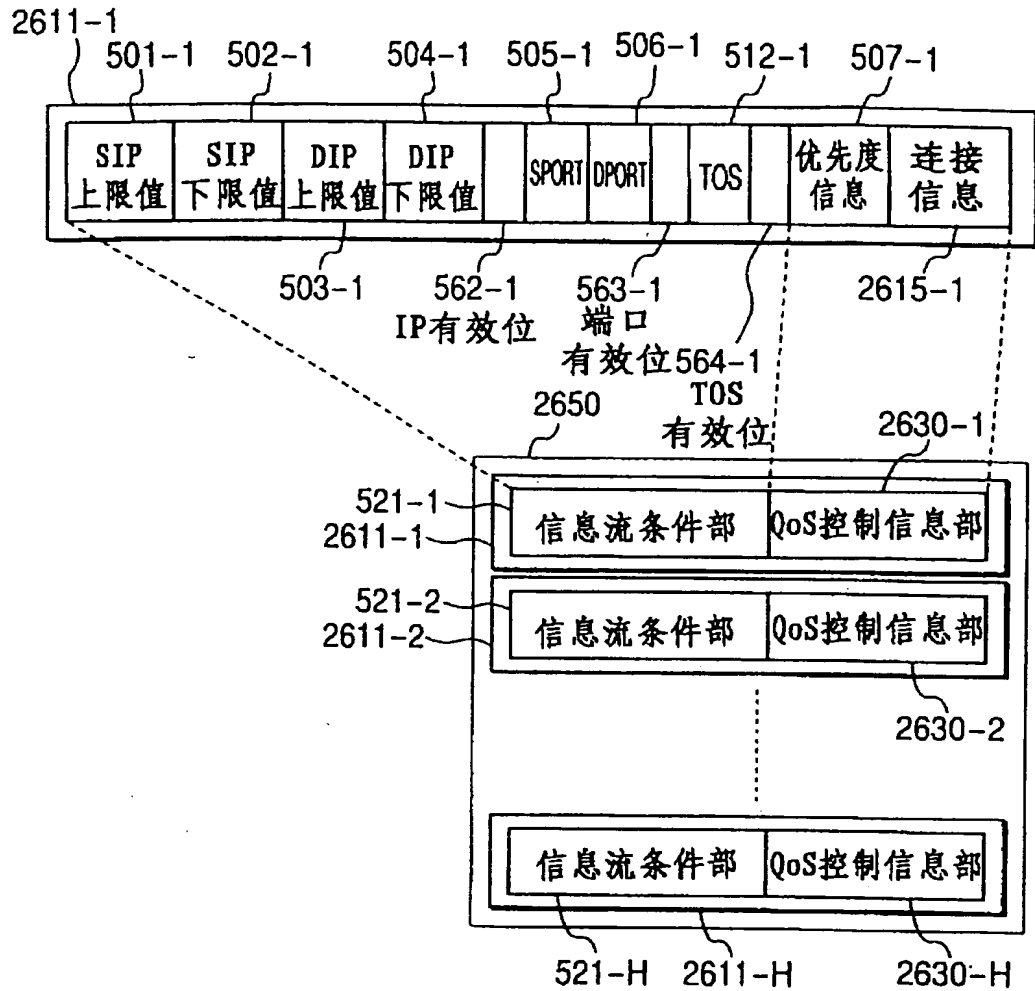 2611-1
501-1 502-1 504-1 505-1 506-1 512-1 507-1
SIP 上限值
SIP 下限值
DIP 上限值
DIP 下限值
SPORT
DPORT
TOS
优先度 信息
连接 信息
503-1 562-1 563-1 2615-1
IP有效位
端口
有效位 564-1
TOS
有效位
2650 2630-1
521-1
信息流条件部 QoS控制信息部
2611-1
521-2
信息流条件部 QoS控制信息部
2611-2
2630-2
信息流条件部 QoS控制信息部
521-H 2611-H 2630-H